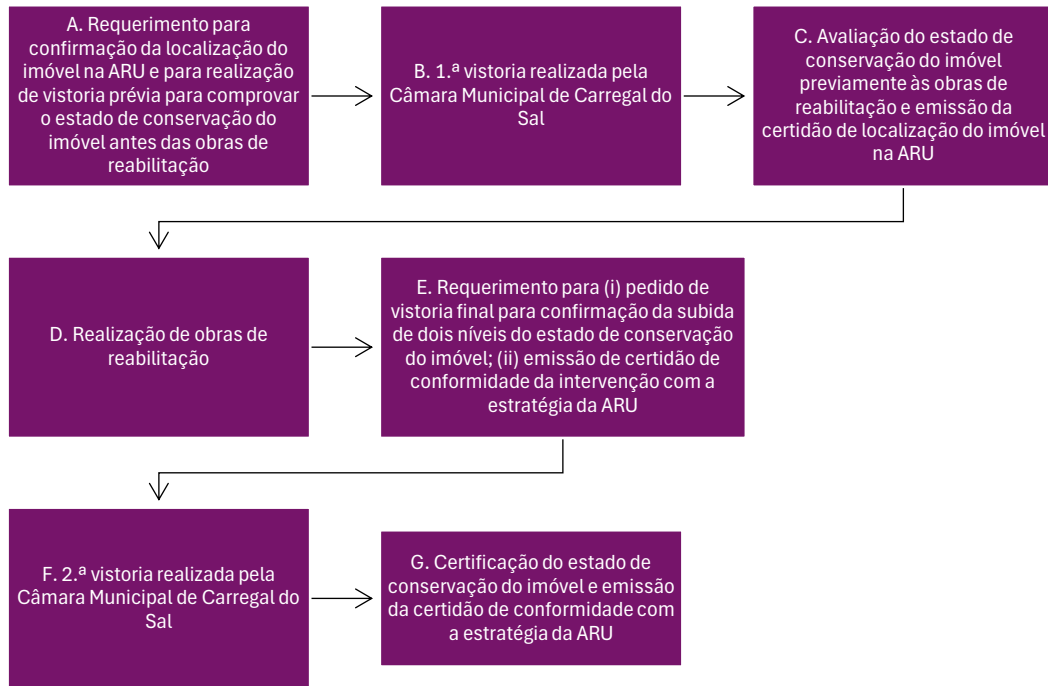 A. Requerimento para
confirmação da localização do
imóvel na ARU e para realização
de vistoria prévia para comprovar
o estado de conservação do
imóvel antes das obras de
reabilitação
B. 1.ª vistoria realizada pela
Câmara Municipal de Carregal do
Sal
C. Avaliação do estado de
conservação do imóvel
previamente às obras de
reabilitação e emissão da
certidão de localização do imóvel
na ARU
D. Realização de obras de
reabilitação
E. Requerimento para (i) pedido de
vistoria final para confirmação da subida
de dois níveis do estado de conservação
do imóvel; (ii) emissão de certidão de
conformidade da intervenção com a
estratégia da ARU
F. 2.ª vistoria realizada pela
Câmara Municipal de Carregal do
Sal
G. Certificação do estado de
conservação do imóvel e emissão
da certidão de conformidade com
a estratégia da ARU